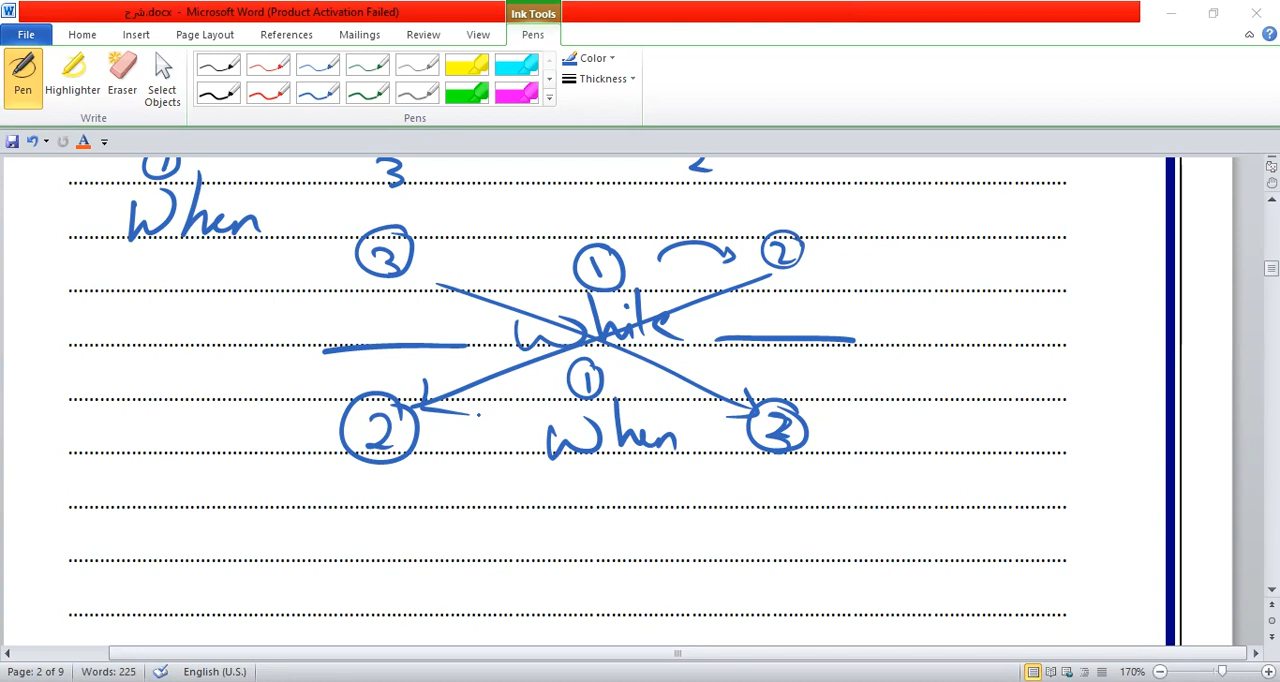 شرح.docx - Microsoft Word (Product Activation Failed)
Ink Tools
File Home Insert Page Layout References Mailings Review View Pens
Pen Highlighter Eraser Select Objects
Color
Thickness
Write Pens
① 3 2
When
③ ① ②
While
② ① ③
When
Page: 2 of 9 Words: 225 English (U.S.) 170%